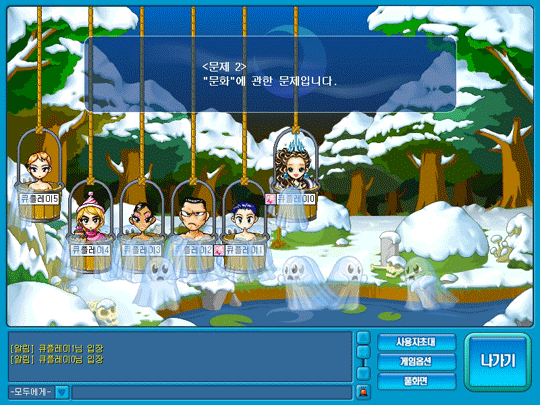 <문제 2>
"문화"에 관한 문제입니다.
큐플레이5
큐플레이0
큐플레이4
큐플레이3
큐플레이2
큐플레이1
[알림] 큐플레이1님 입장
[알림] 큐플레이0님 입장
-모두에게-
사용자초대
게임옵션
풀화면
나가기